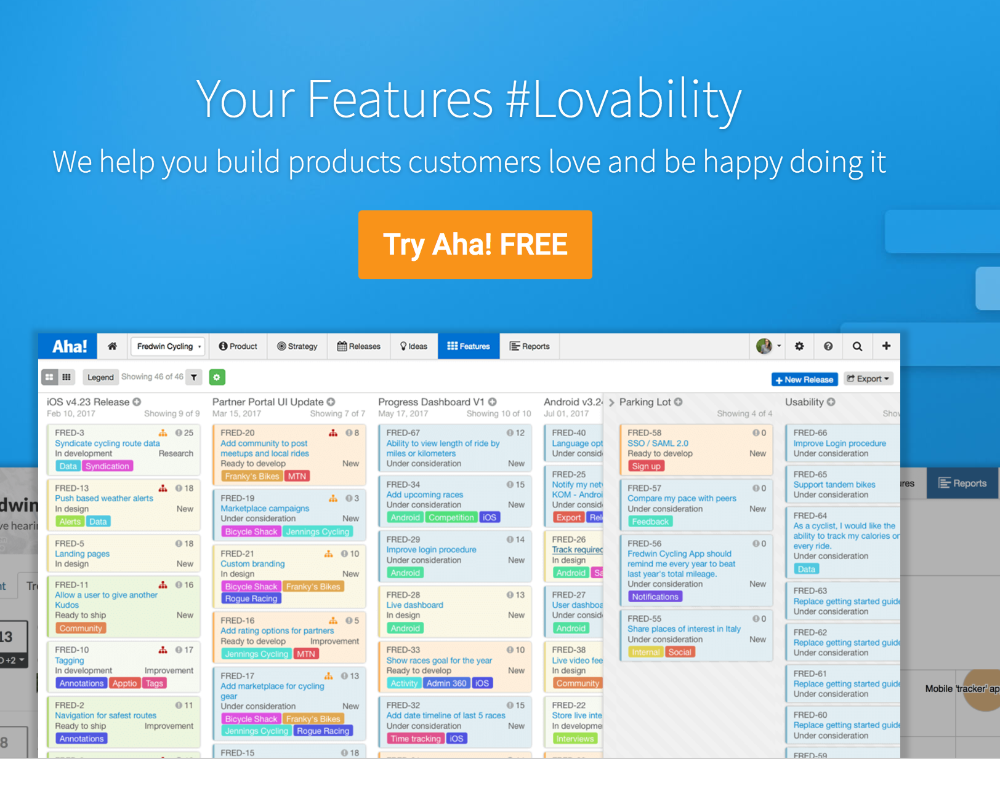 Your Features #Lovability
We help you build products customers love and be happy doing it
Try Aha! FREE
Aha!
Fredwin Cycling
Product
Strategy
Releases
Ideas
Features
Reports
Legend
Showing 46 of 46
New Release
Export
iOS v4.23 Release
Feb 10, 2017 Showing 9 of 9
FRED-3 25
Syndicate cycling route data
In development Research
Data Syndication
FRED-13 18
Push based weather alerts
In design New
Alerts Data
FRED-5 18
Landing pages
In design New
FRED-11 16
Allow a user to give another
Kudos
Ready to ship New
Community
FRED-10 17
Tagging
In development Improvement
Annotations Apptio Tags
FRED-2 11
Navigation for safest routes
Ready to ship Improvement
Annotations
Partner Portal UI Update
Mar 15, 2017 Showing 7 of 7
FRED-20 8
Add community to post
meetups and local rides
Ready to develop New
Franky's Bikes MTN
FRED-19 3
Marketplace campaigns
Under consideration New
Bicycle Shack Jennings Cycling
FRED-21 10
Custom branding
In design New
Bicycle Shack Franky's Bikes
Rogue Racing
FRED-16 5
Add rating options for partners
Ready to develop Improvement
Jennings Cycling MTN
FRED-17 13
Add marketplace for cycling
gear
Under consideration New
Bicycle Shack Franky's Bikes
Jennings Cycling Rogue Racing
FRED-15 18
Progress Dashboard V1
May 17, 2017 Showing 10 of 10
FRED-67 12
Ability to view length of ride by
miles or kilometers
Under consideration New
FRED-34 15
Add upcoming races
Under consideration New
Android Competition iOS
FRED-29 14
Improve login procedure
Under consideration New
Android
FRED-28 13
Live dashboard
In design New
Android
FRED-33 10
Show races goal for the year
Ready to develop New
Activity Admin 360 iOS
FRED-32 15
Add date timeline of last 5 races
Under consideration New
Time tracking iOS
Android v3.24
Jul 01, 2017
FRED-40
Language opt
Under consid
FRED-25
Notify my net
KOM - Androi
Under consid
Export Rel
FRED-26
Track required
In design
Android Sa
FRED-27
User dashboa
Under consid
Android
FRED-38
Live video fee
In design
Community
FRED-22
Store live inte
In developme
Interviews
Parking Lot
Showing 4 of 4
FRED-58 0
SSO / SAML 2.0
Ready to develop New
Sign up
FRED-57 0
Compare my pace with peers
Under consideration New
Feedback
FRED-56 0
Fredwin Cycling App should
remind me every year to beat
last year's total mileage.
Under consideration New
Notifications
FRED-55 0
Share places of interest in Italy
Under consideration New
Internal Social
Usability
Show
FRED-66
Improve Login procedure
Under consideration
FRED-65
Support tandem bikes
Under consideration
FRED-64
As a cyclist, I would like the
ability to track my calories on
every ride.
Under consideration
Data
FRED-63
Replace getting started guide
Under consideration
FRED-62
Replace getting started guide
Under consideration
FRED-61
Replace getting started guide
Under consideration
FRED-60
Replace getting started guide
Under consideration
FRED-59
dwin
ve heari
nt
Tre
13
O +2
8
ures
Reports
Mobile 'tracker' ap